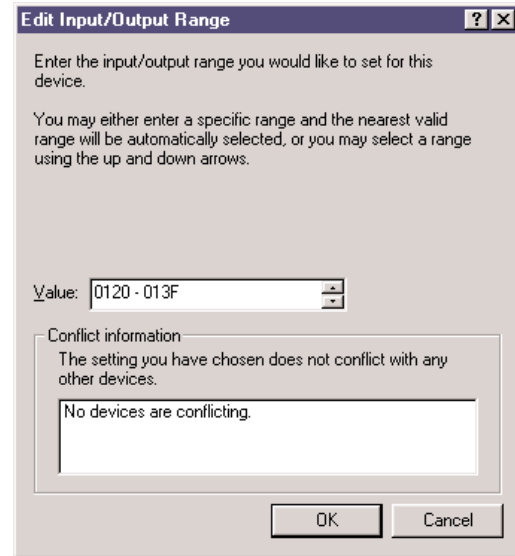 Edit Input/Output Range
Enter the input/output range you would like to set for this
device.
You may either enter a specific range and the nearest valid
range will be automatically selected, or you may select a range
using the up and down arrows.
Value: 0120 - 013F
Conflict information
The setting you have chosen does not conflict with any
other devices.
No devices are conflicting.
OK Cancel